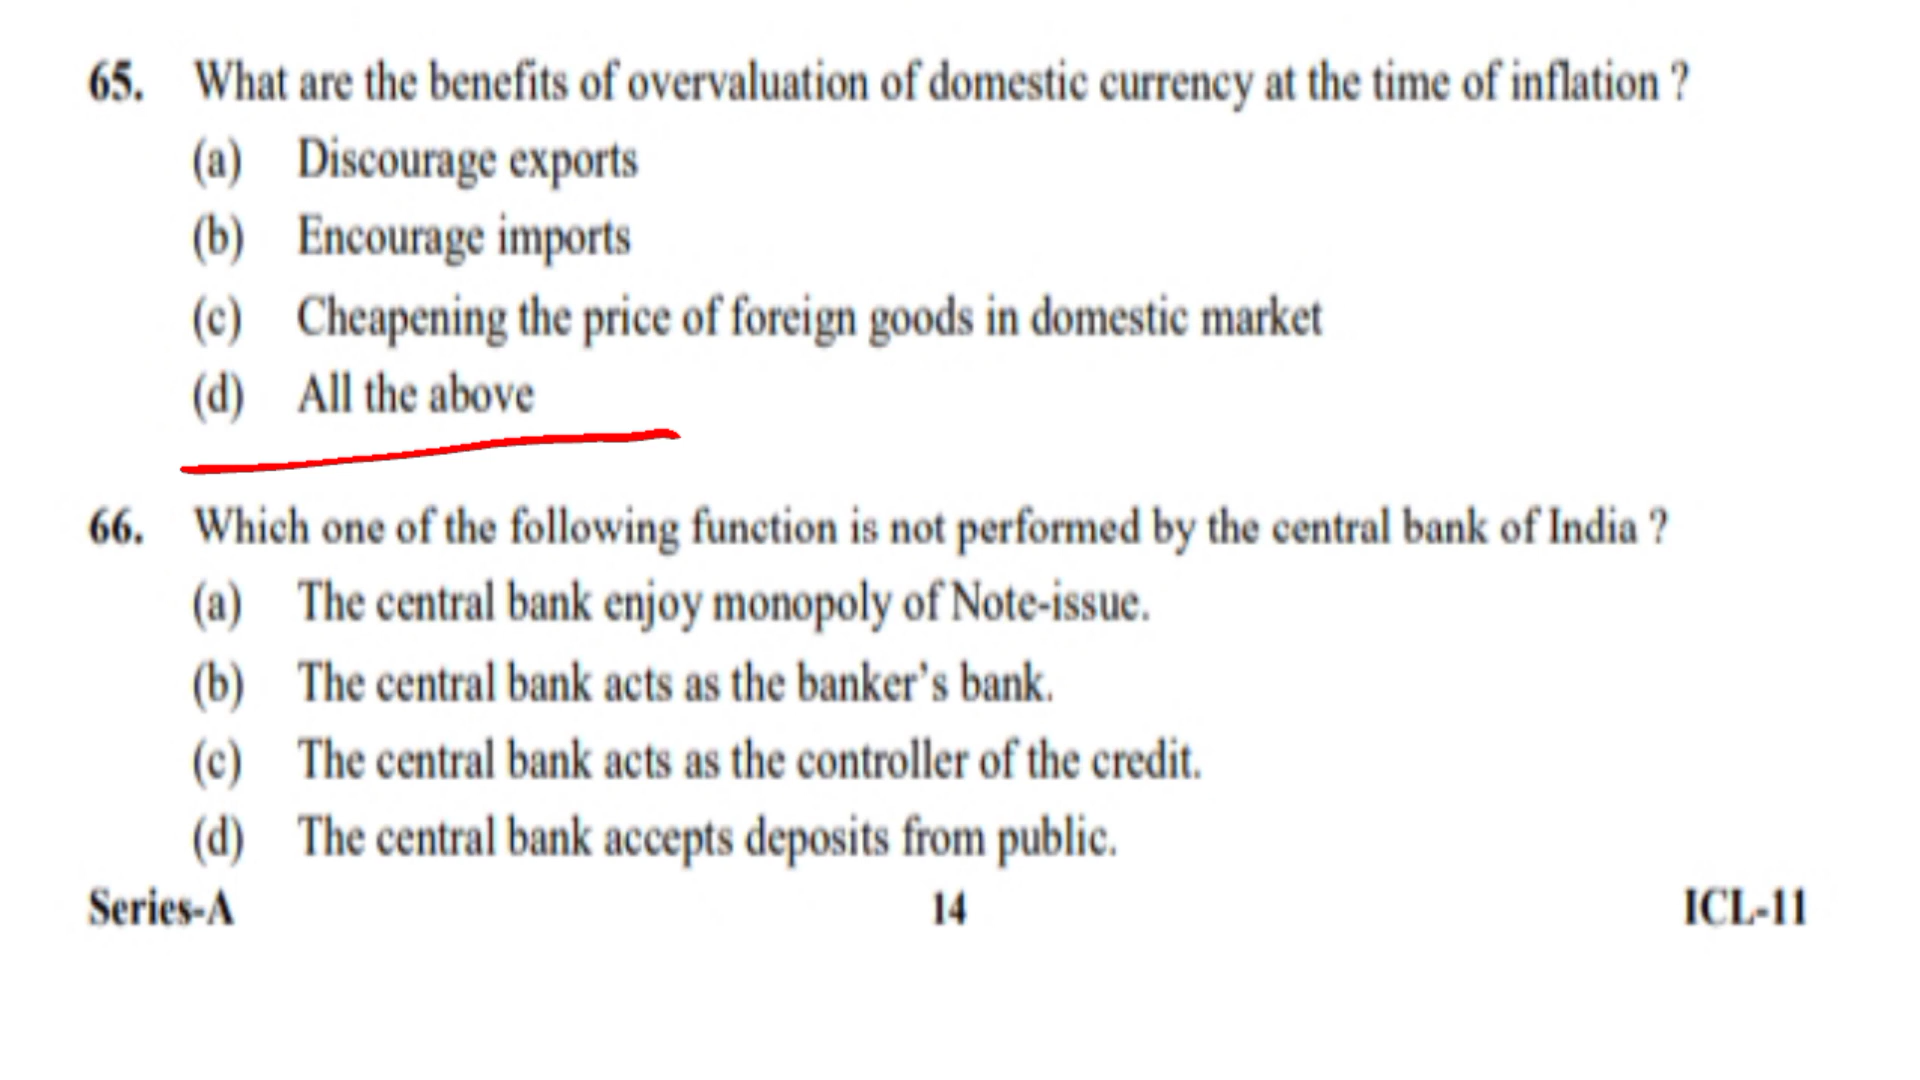 65. What are the benefits of overvaluation of domestic currency at the time of inflation ?
(a) Discourage exports
(b) Encourage imports
(c) Cheapening the price of foreign goods in domestic market
(d) All the above
66. Which one of the following function is not performed by the central bank of India ?
(a) The central bank enjoy monopoly of Note-issue.
(b) The central bank acts as the banker's bank.
(c) The central bank acts as the controller of the credit.
(d) The central bank accepts deposits from public.
Series-A 14 ICL-11